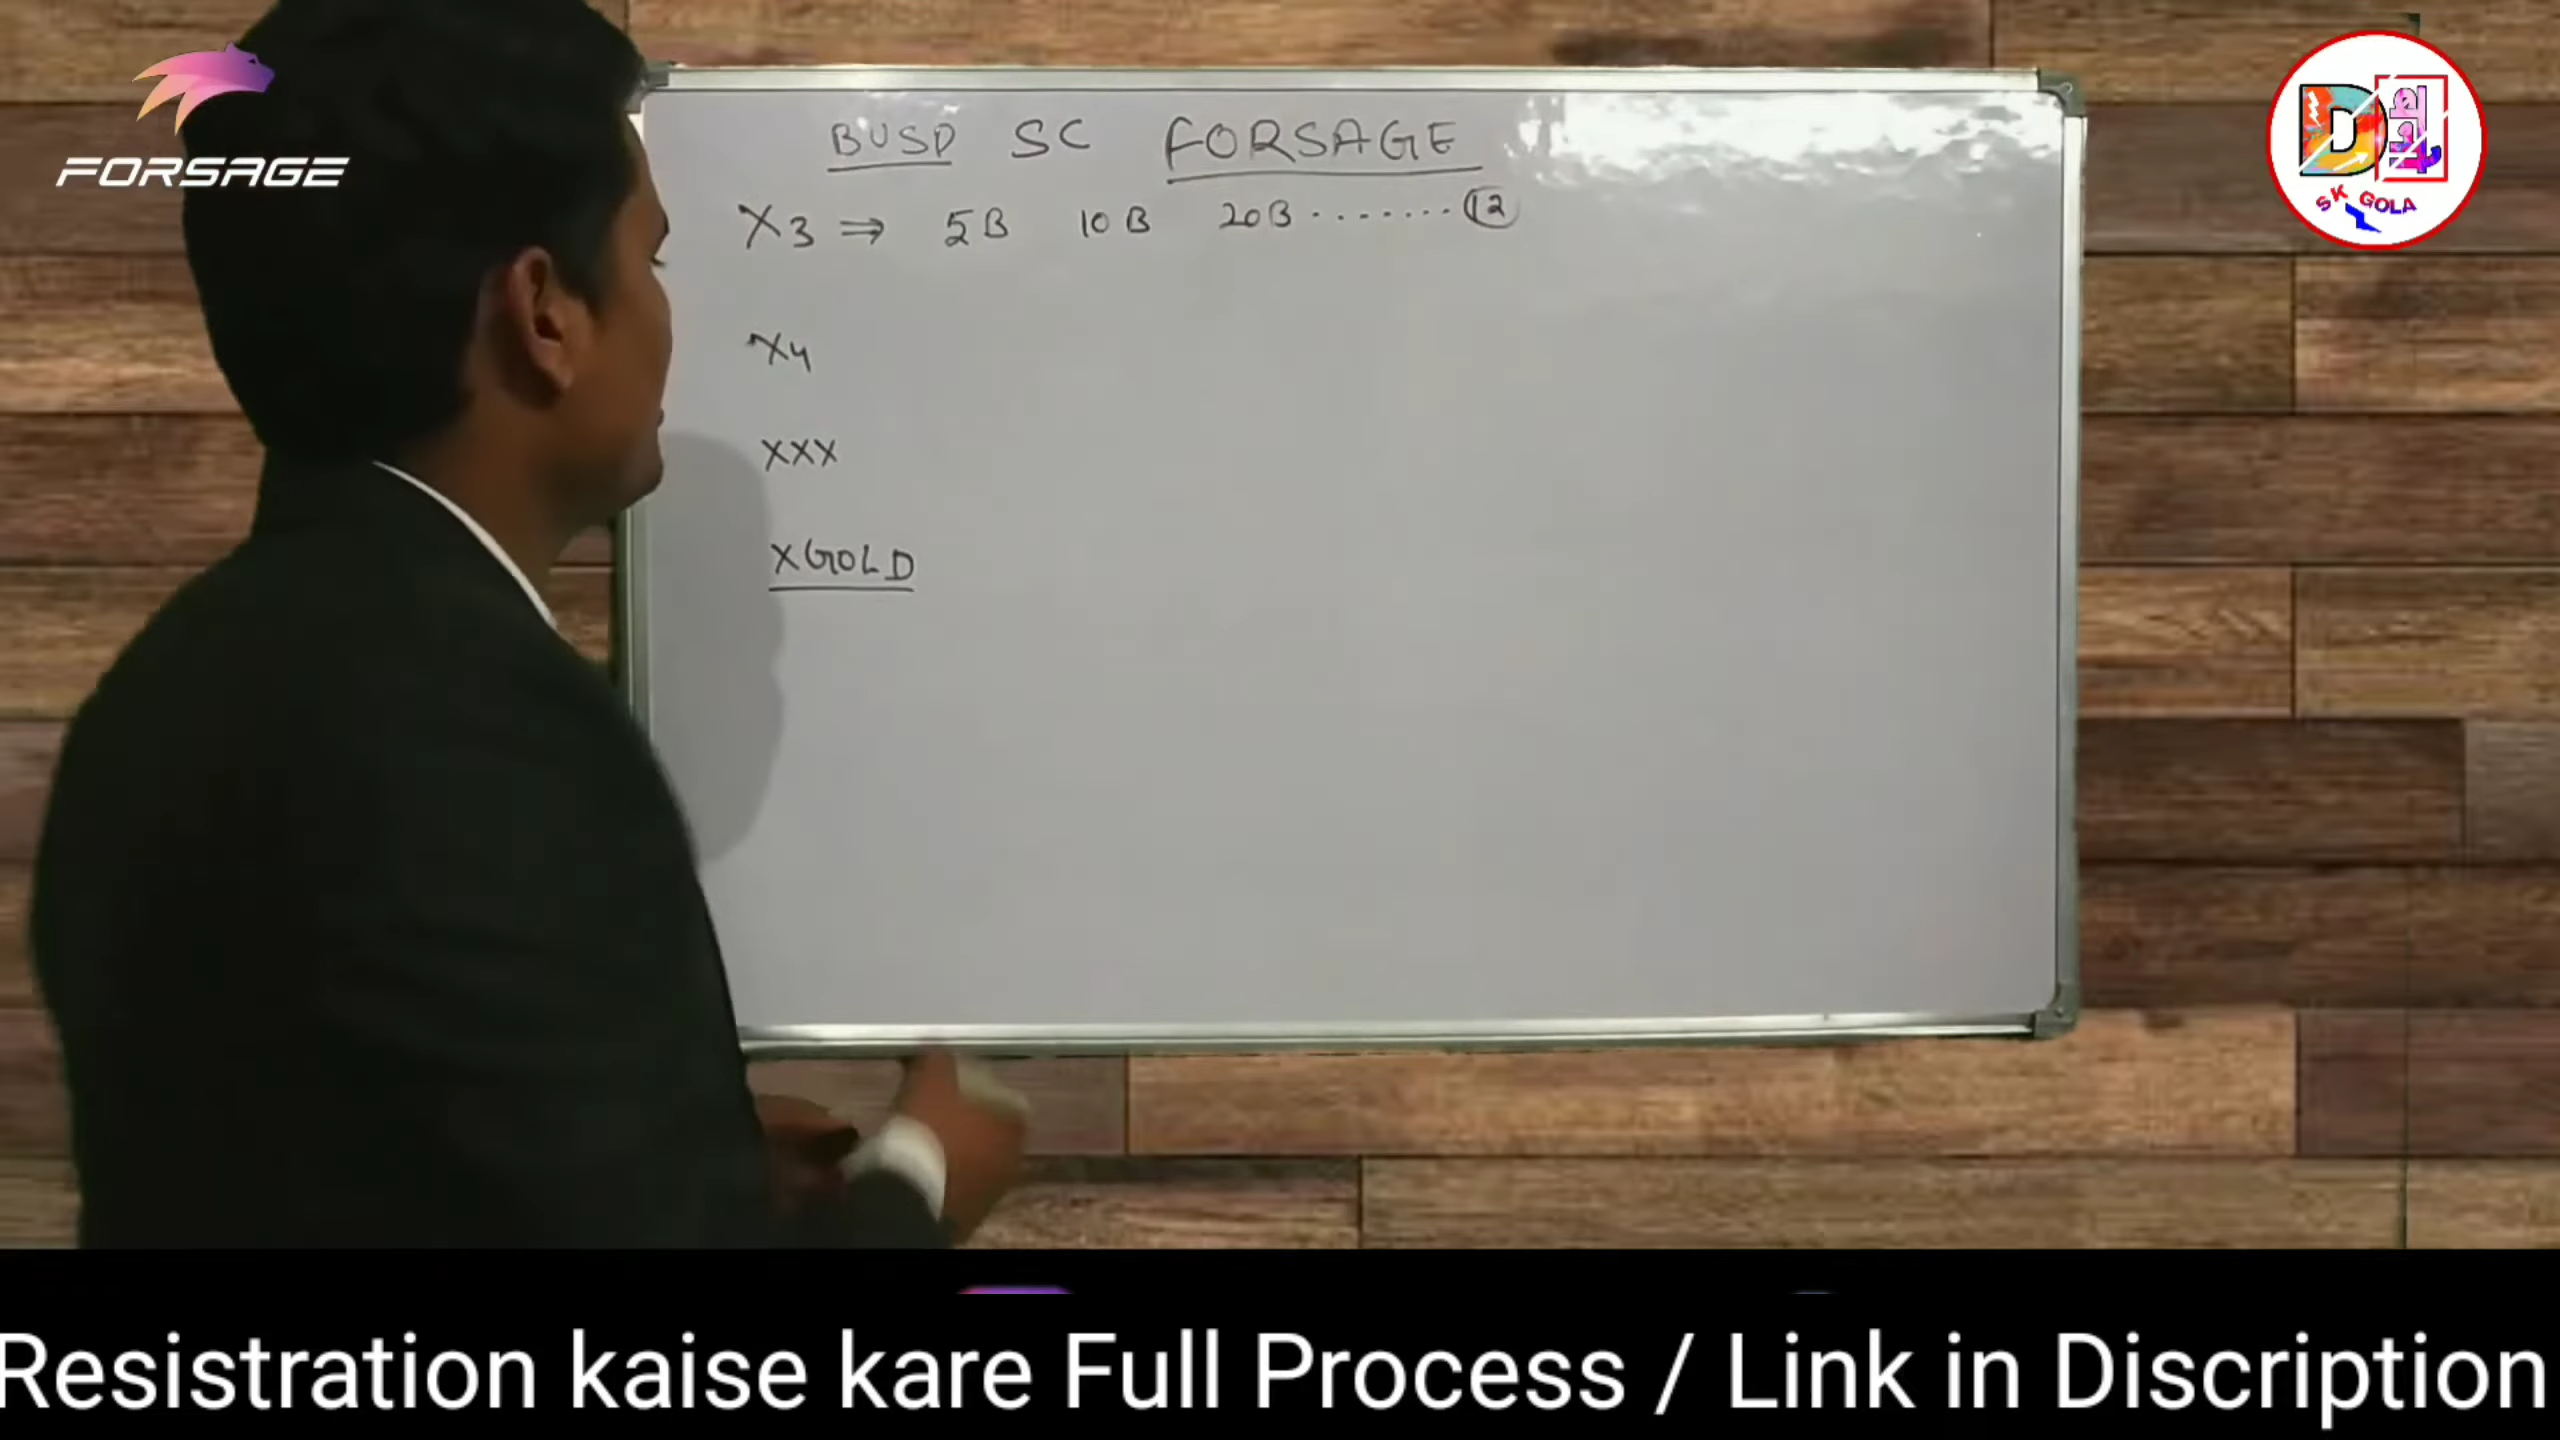 FORSAGE
SK GOLA
BUSD SC FORSAGE
X3 ⇒ 5B 10B 20B ........ 12
X4
XXX
XGOLD
Resistration kaise kare Full Process / Link in Discription